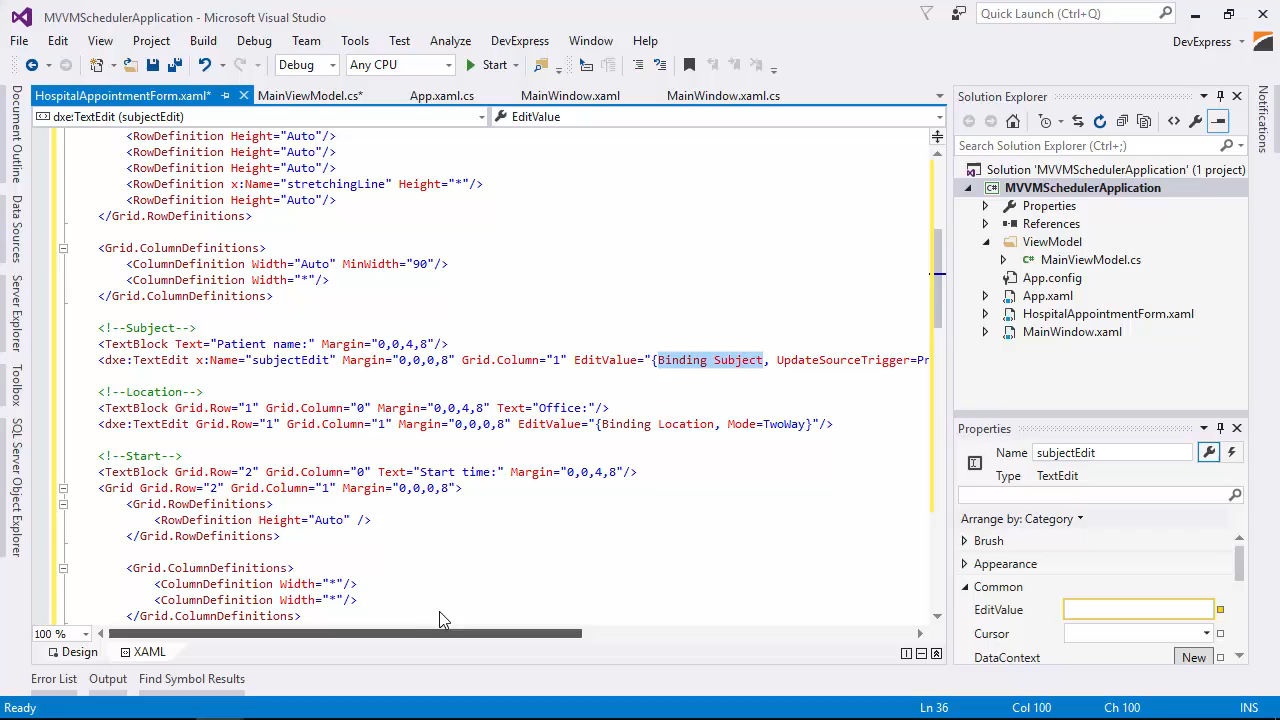 MVVMSchedulerApplication - Microsoft Visual Studio
Quick Launch (Ctrl+Q)
File Edit View Project Build Debug Team Tools Test Analyze DevExpress Window Help
DevExpress
Debug Any CPU Start
HospitalAppointmentForm.xaml* MainViewModel.cs* App.xaml.cs MainWindow.xaml MainWindow.xaml.cs
dxe:TextEdit (subjectEdit) EditValue
<RowDefinition Height="Auto"/>
<RowDefinition Height="Auto"/>
<RowDefinition Height="Auto"/>
<RowDefinition x:Name="stretchingLine" Height="*"/>
<RowDefinition Height="Auto"/>
</Grid.RowDefinitions>
<Grid.ColumnDefinitions>
<ColumnDefinition Width="Auto" MinWidth="90"/>
<ColumnDefinition Width="*"/>
</Grid.ColumnDefinitions>
<!--Subject-->
<TextBlock Text="Patient name:" Margin="0,0,4,8"/>
<dxe:TextEdit x:Name="subjectEdit" Margin="0,0,0,8" Grid.Column="1" EditValue="{Binding Subject, UpdateSourceTrigger=Pr
<!--Location-->
<TextBlock Grid.Row="1" Grid.Column="0" Margin="0,0,4,8" Text="Office:"/>
<dxe:TextEdit Grid.Row="1" Grid.Column="1" Margin="0,0,0,8" EditValue="{Binding Location, Mode=TwoWay}"/>
<!--Start-->
<TextBlock Grid.Row="2" Grid.Column="0" Text="Start time:" Margin="0,0,4,8"/>
<Grid Grid.Row="2" Grid.Column="1" Margin="0,0,0,8">
<Grid.RowDefinitions>
<RowDefinition Height="Auto" />
</Grid.RowDefinitions>
<Grid.ColumnDefinitions>
<ColumnDefinition Width="*"/>
<ColumnDefinition Width="*"/>
</Grid.ColumnDefinitions>
100 %
Design XAML
Error List Output Find Symbol Results
Ready Ln 36 Col 100 Ch 100 INS
Document Outline
Data Sources
Server Explorer
Toolbox
SQL Server Object Explorer
Solution Explorer
Search Solution Explorer (Ctrl+;)
Solution 'MVVMSchedulerApplication' (1 project)
MVVMSchedulerApplication
Properties
References
ViewModel
C# MainViewModel.cs
App.config
App.xaml
HospitalAppointmentForm.xaml
MainWindow.xaml
Properties
Name subjectEdit
Type TextEdit
Arrange by: Category
Brush
Appearance
Common
EditValue
Cursor
DataContext New
Notifications